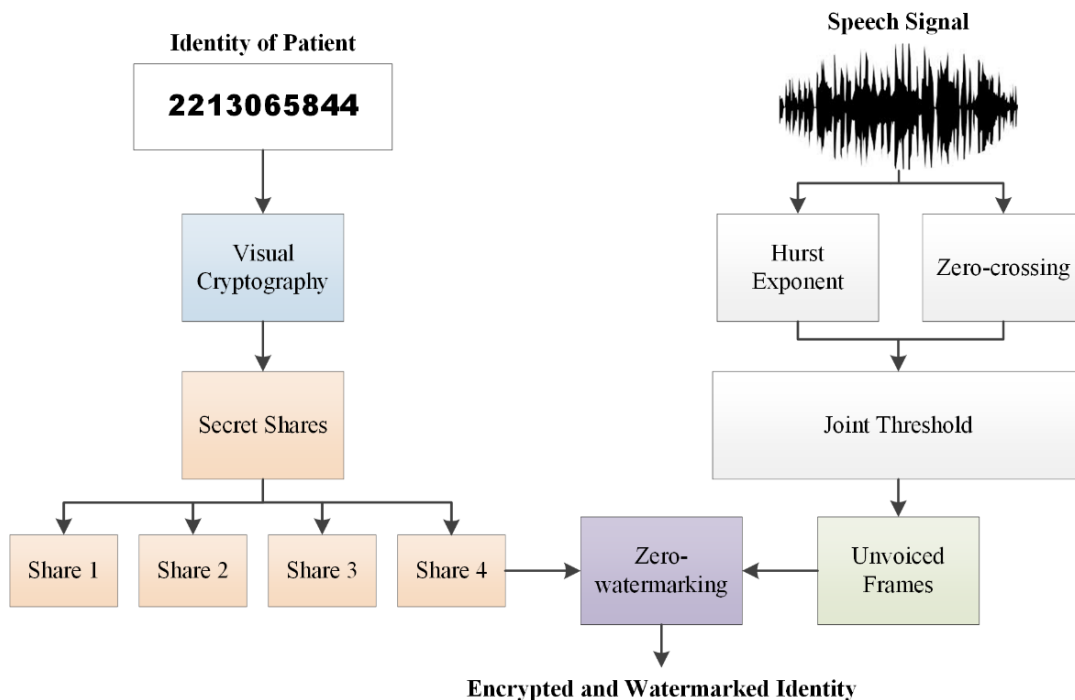 Identity of Patient
2213065844
Visual
Cryptography
Secret Shares
Share 1
Share 2
Share 3
Share 4
Speech Signal
Hurst
Exponent
Zero-crossing
Joint Threshold
Unvoiced
Frames
Zero-
watermarking
Encrypted and Watermarked Identity